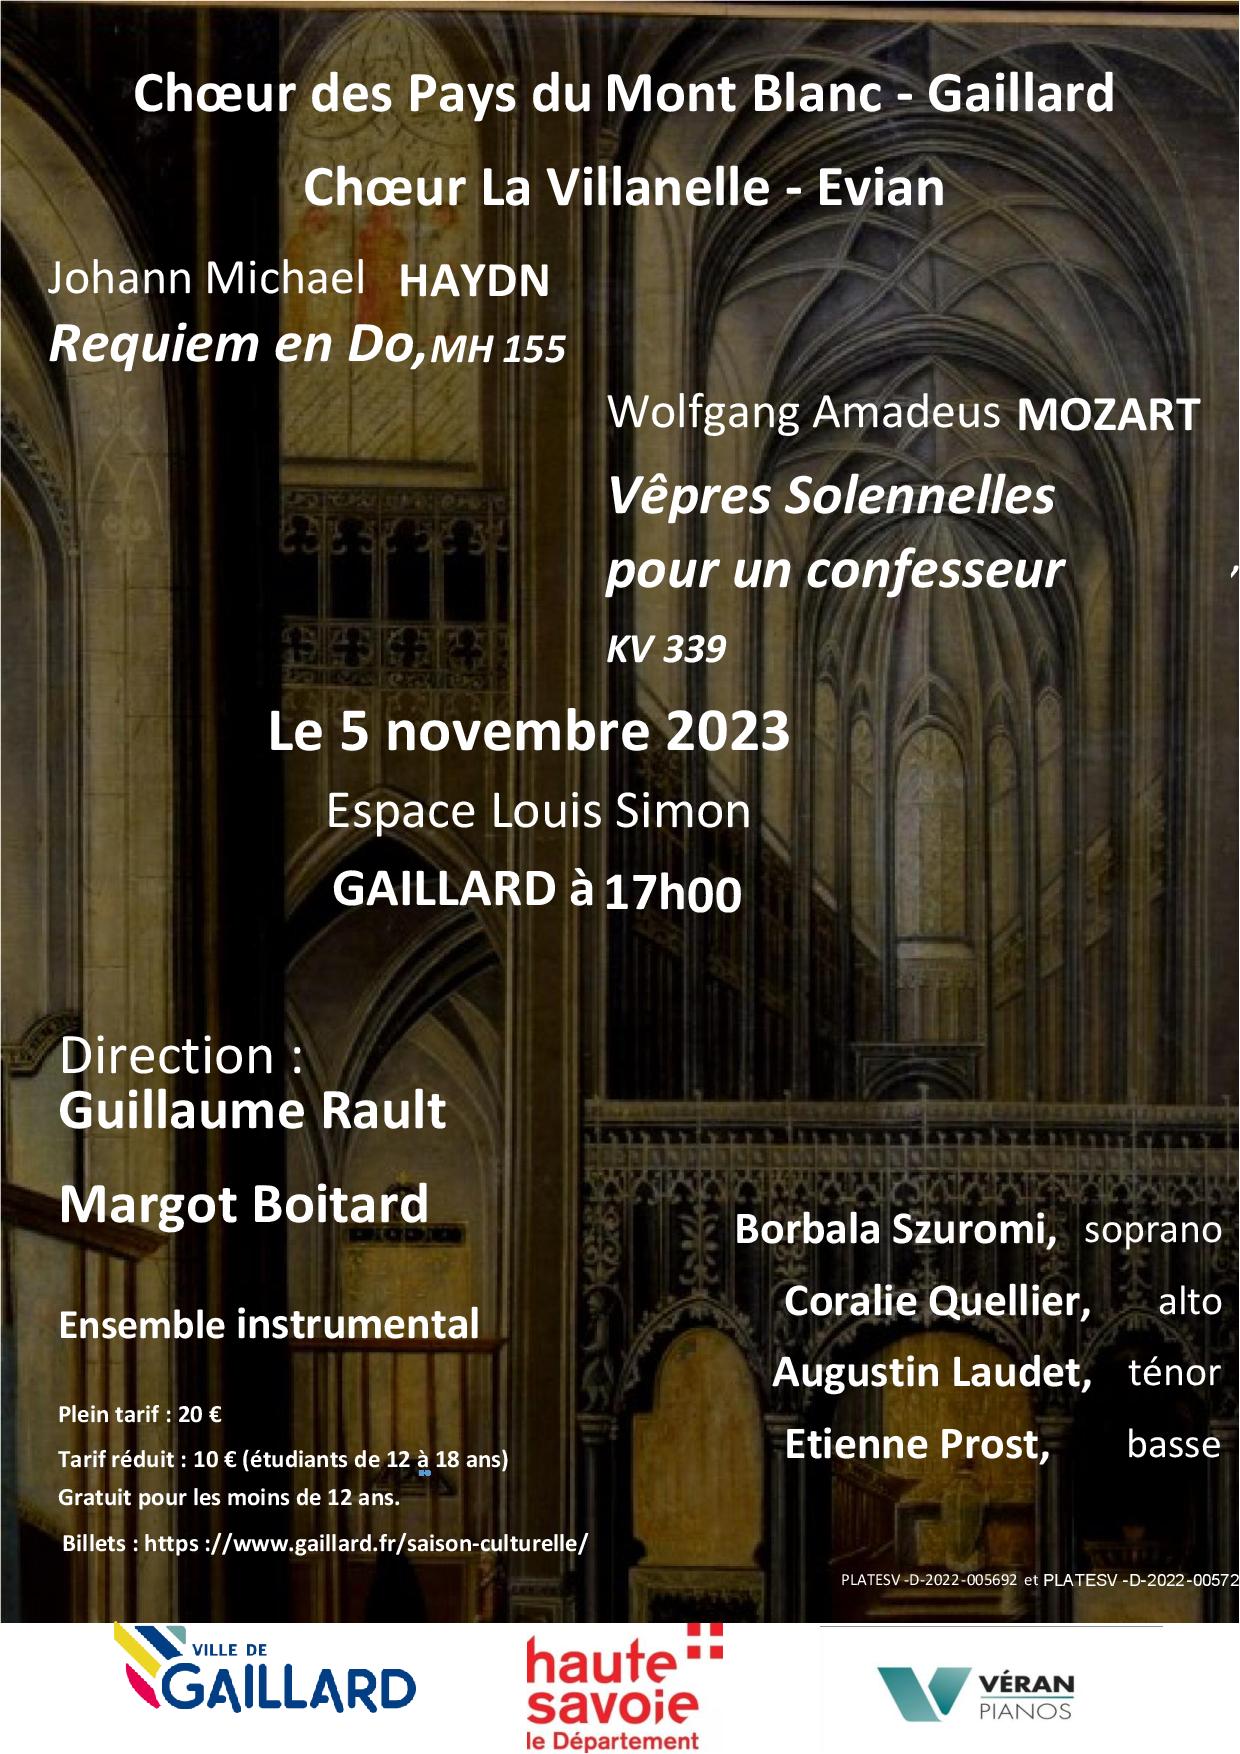 Chœur des Pays du Mont Blanc - Gaillard
Chœur La Villanelle - Evian
Johann Michael HAYDN
Requiem en Do, MH 155
Wolfgang Amadeus MOZART
Vêpres Solennelles
pour un confesseur
,
KV 339
Le 5 novembre 2023
Espace Louis Simon
GAILLARD à 17h00
Direction :
Guillaume Rault
Margot Boitard
Borbala Szuromi, soprano
Coralie Quellier, alto
Augustin Laudet, ténor
Etienne Prost, basse
Ensemble instrumental
Plein tarif : 20 €
Tarif réduit : 10 € (étudiants de 12 à 18 ans)
Gratuit pour les moins de 12 ans.
Billets : https ://www.gaillard.fr/saison-culturelle/
PLATESV -D-2022-005692 et PLATESV -D-2022-00572
VILLE DE
GAILLARD
haute
savoie
le Département
VÉRAN
PIANOS